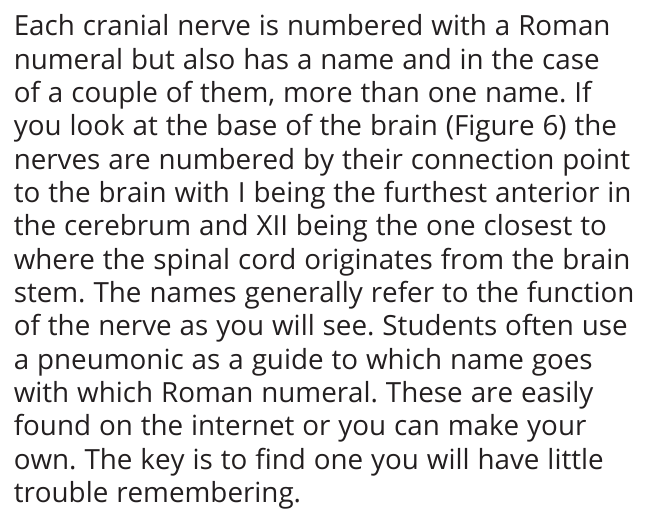 Each cranial nerve is numbered with a Roman
numeral but also has a name and in the case
of a couple of them, more than one name. If
you look at the base of the brain (Figure 6) the
nerves are numbered by their connection point
to the brain with I being the furthest anterior in
the cerebrum and XII being the one closest to
where the spinal cord originates from the brain
stem. The names generally refer to the function
of the nerve as you will see. Students often use
a pneumonic as a guide to which name goes
with which Roman numeral. These are easily
found on the internet or you can make your
own. The key is to find one you will have little
trouble remembering.